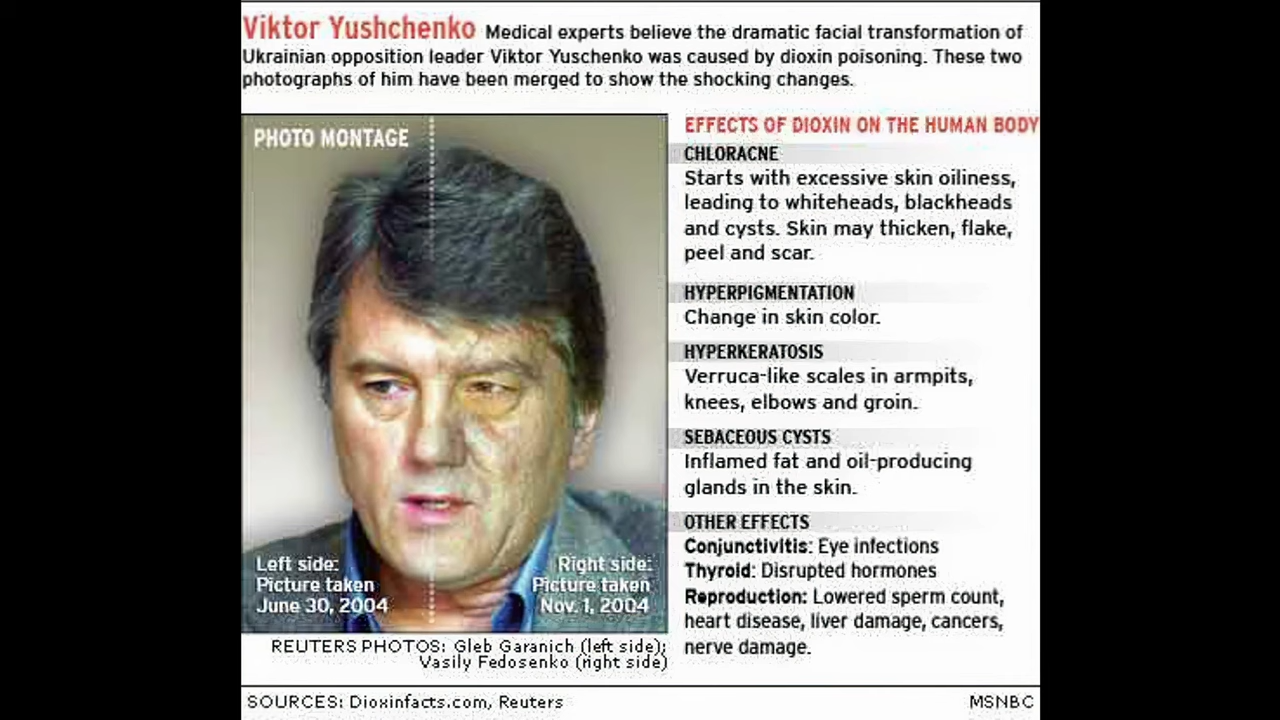 Viktor Yushchenko Medical experts believe the dramatic facial transformation of
Ukrainian opposition leader Viktor Yuschenko was caused by dioxin poisoning. These two
photographs of him have been merged to show the shocking changes.
PHOTO MONTAGE
Left side:
Picture taken
June 30, 2004
Right side:
Picture taken
Nov. 1, 2004
REUTERS PHOTOS: Gleb Garanich (left side);
Vasily Fedosenko (right side)
EFFECTS OF DIOXIN ON THE HUMAN BODY
CHLORACNE
Starts with excessive skin oiliness,
leading to whiteheads, blackheads
and cysts. Skin may thicken, flake,
peel and scar.
HYPERPIGMENTATION
Change in skin color.
HYPERKERATOSIS
Verruca-like scales in armpits,
knees, elbows and groin.
SEBACEOUS CYSTS
Inflamed fat and oil-producing
glands in the skin.
OTHER EFFECTS
Conjunctivitis: Eye infections
Thyroid: Disrupted hormones
Reproduction: Lowered sperm count,
heart disease, liver damage, cancers,
nerve damage.
SOURCES: Dioxinfacts.com, Reuters
MSNBC